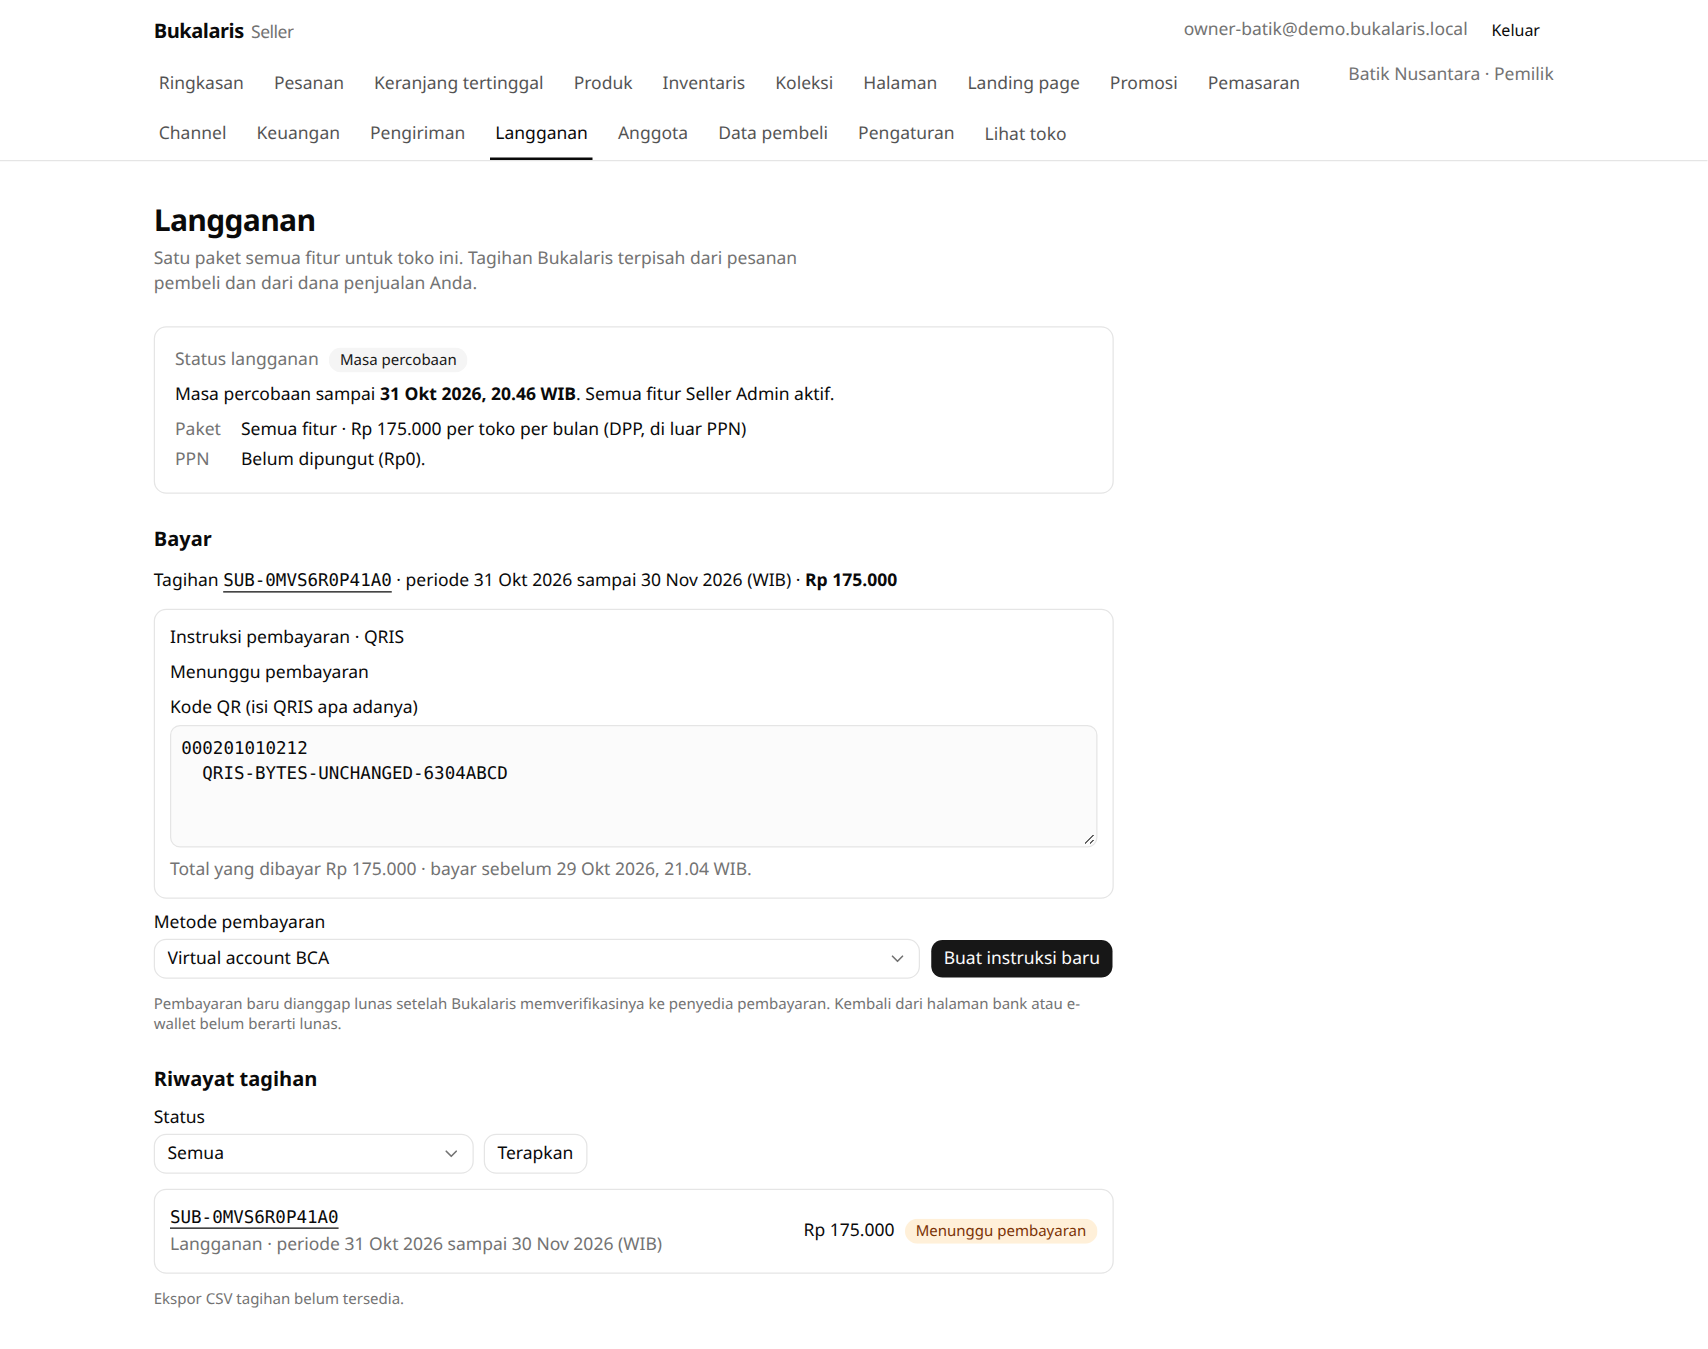 Bukalaris Seller
owner-batik@demo.bukalaris.local Keluar
Ringkasan Pesanan Keranjang tertinggal Produk Inventaris Koleksi Halaman Landing page Promosi Pemasaran
Batik Nusantara · Pemilik
Channel Keuangan Pengiriman Langganan Anggota Data pembeli Pengaturan Lihat toko
Langganan
Satu paket semua fitur untuk toko ini. Tagihan Bukalaris terpisah dari pesanan
pembeli dan dari dana penjualan Anda.
Status langganan Masa percobaan
Masa percobaan sampai 31 Okt 2026, 20.46 WIB. Semua fitur Seller Admin aktif.
Paket Semua fitur · Rp 175.000 per toko per bulan (DPP, di luar PPN)
PPN Belum dipungut (Rp0).
Bayar
Tagihan SUB-0MVS6R0P41A0 · periode 31 Okt 2026 sampai 30 Nov 2026 (WIB) · Rp 175.000
Instruksi pembayaran · QRIS
Menunggu pembayaran
Kode QR (isi QRIS apa adanya)
000201010212
QRIS-BYTES-UNCHANGED-6304ABCD
Total yang dibayar Rp 175.000 · bayar sebelum 29 Okt 2026, 21.04 WIB.
Metode pembayaran
Virtual account BCA
Buat instruksi baru
Pembayaran baru dianggap lunas setelah Bukalaris memverifikasinya ke penyedia pembayaran. Kembali dari halaman bank atau e-
wallet belum berarti lunas.
Riwayat tagihan
Status
Semua
Terapkan
SUB-0MVS6R0P41A0
Langganan · periode 31 Okt 2026 sampai 30 Nov 2026 (WIB)
Rp 175.000 Menunggu pembayaran
Ekspor CSV tagihan belum tersedia.